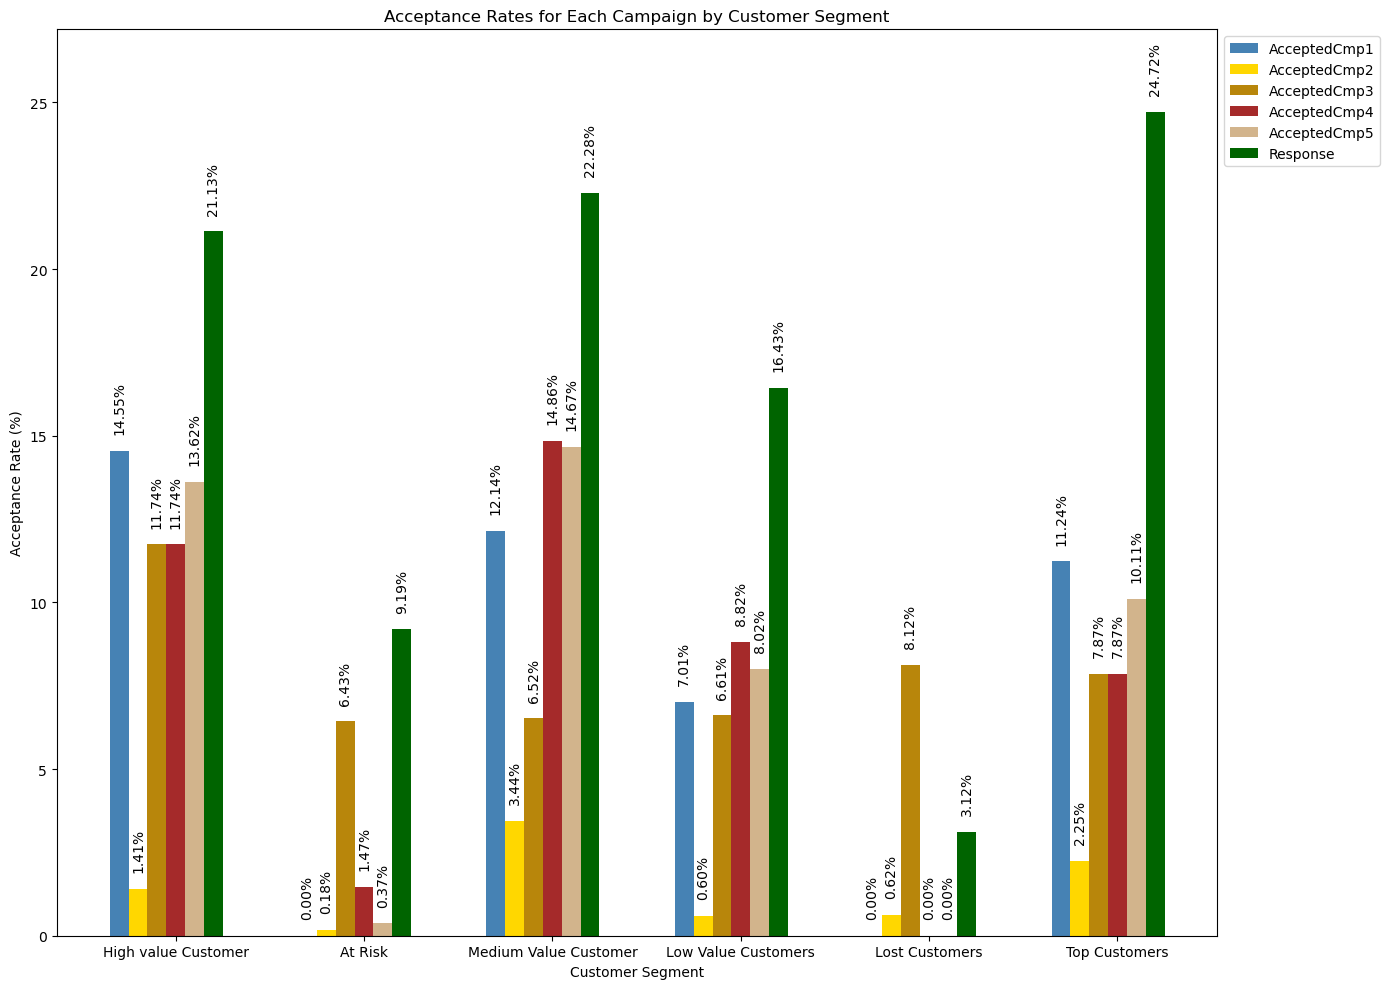 Acceptance Rates for Each Campaign by Customer Segment
AcceptedCmp1
AcceptedCmp2
AcceptedCmp3
AcceptedCmp4
AcceptedCmp5
Response
Acceptance Rate (%)
25
20
15
10
5
0
14.55%
1.41%
11.74%
11.74%
13.62%
21.13%
0.00%
0.18%
6.43%
1.47%
0.37%
9.19%
12.14%
3.44%
6.52%
14.86%
14.67%
22.28%
7.01%
0.60%
6.61%
8.82%
8.02%
16.43%
0.00%
0.62%
8.12%
0.00%
0.00%
3.12%
11.24%
2.25%
7.87%
7.87%
10.11%
24.72%
High value Customer
At Risk
Medium Value Customer
Low Value Customers
Lost Customers
Top Customers
Customer Segment